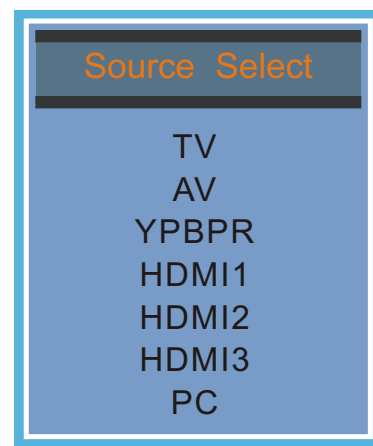 Source Select
TV
AV
YPBPR
HDMI1
HDMI2
HDMI3
PC